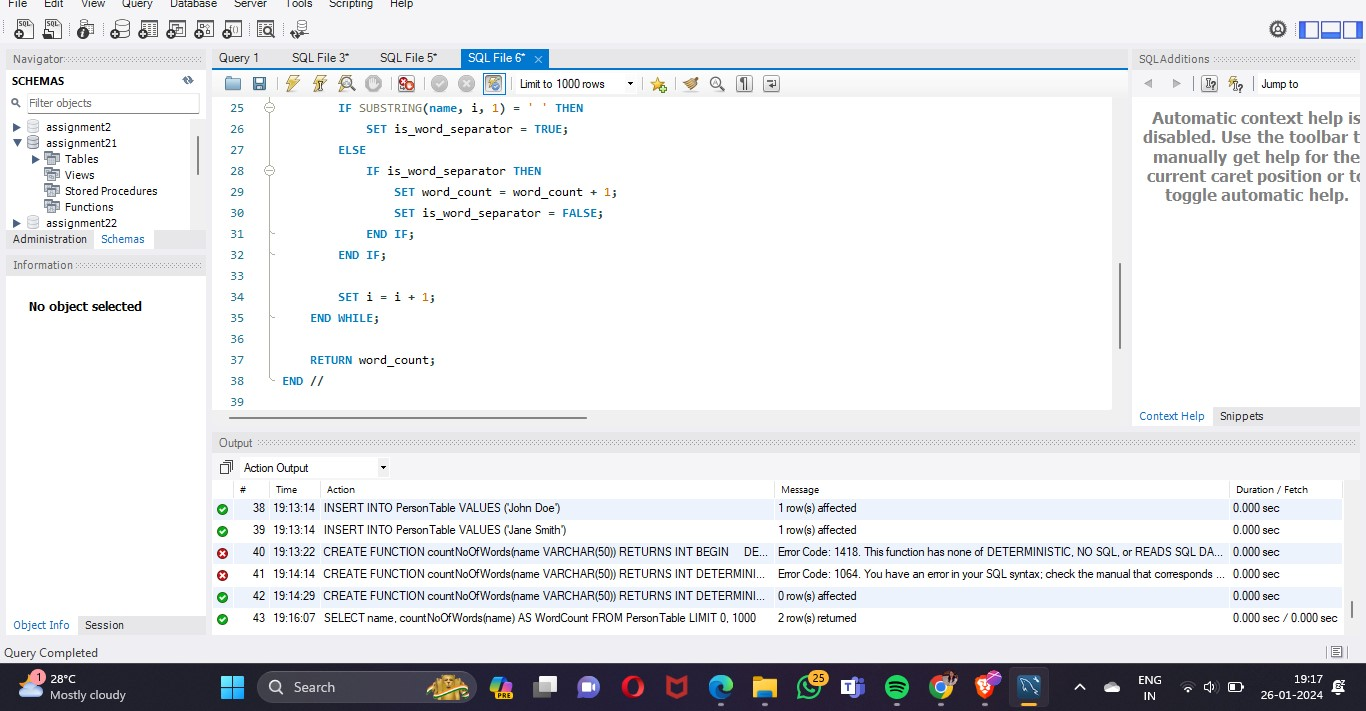 File Edit View Query Database Server Tools Scripting Help
Navigator
SCHEMAS
Filter objects
assignment2
assignment21
Tables
Views
Stored Procedures
Functions
assignment22
Administration Schemas
Information
No object selected
Object Info Session
Query 1 SQL File 3* SQL File 5* SQL File 6*
Limit to 1000 rows
25 IF SUBSTRING(name, i, 1) = ' ' THEN
26 SET is_word_separator = TRUE;
27 ELSE
28 IF is_word_separator THEN
29 SET word_count = word_count + 1;
30 SET is_word_separator = FALSE;
31 END IF;
32 END IF;
33
34 SET i = i + 1;
35 END WHILE;
36
37 RETURN word_count;
38 END //
39
SQLAdditions
Jump to
Automatic context help is
disabled. Use the toolbar t
manually get help for the
current caret position or to
toggle automatic help.
Context Help Snippets
Output
Action Output
# Time Action Message Duration / Fetch
38 19:13:14 INSERT INTO PersonTable VALUES ('John Doe') 1 row(s) affected 0.000 sec
39 19:13:14 INSERT INTO PersonTable VALUES ('Jane Smith') 1 row(s) affected 0.000 sec
40 19:13:22 CREATE FUNCTION countNoOfWords(name VARCHAR(50)) RETURNS INT BEGIN DE... Error Code: 1418. This function has none of DETERMINISTIC, NO SQL, or READS SQL DA... 0.000 sec
41 19:14:14 CREATE FUNCTION countNoOfWords(name VARCHAR(50)) RETURNS INT DETERMINI... Error Code: 1064. You have an error in your SQL syntax; check the manual that corresponds ... 0.000 sec
42 19:14:29 CREATE FUNCTION countNoOfWords(name VARCHAR(50)) RETURNS INT DETERMINI... 0 row(s) affected 0.000 sec
43 19:16:07 SELECT name, countNoOfWords(name) AS WordCount FROM PersonTable LIMIT 0, 1000 2 row(s) returned 0.000 sec / 0.000 sec
Query Completed
1 28°C
Mostly cloudy
Search
PRE
25
ENG
IN
19:17
26-01-2024